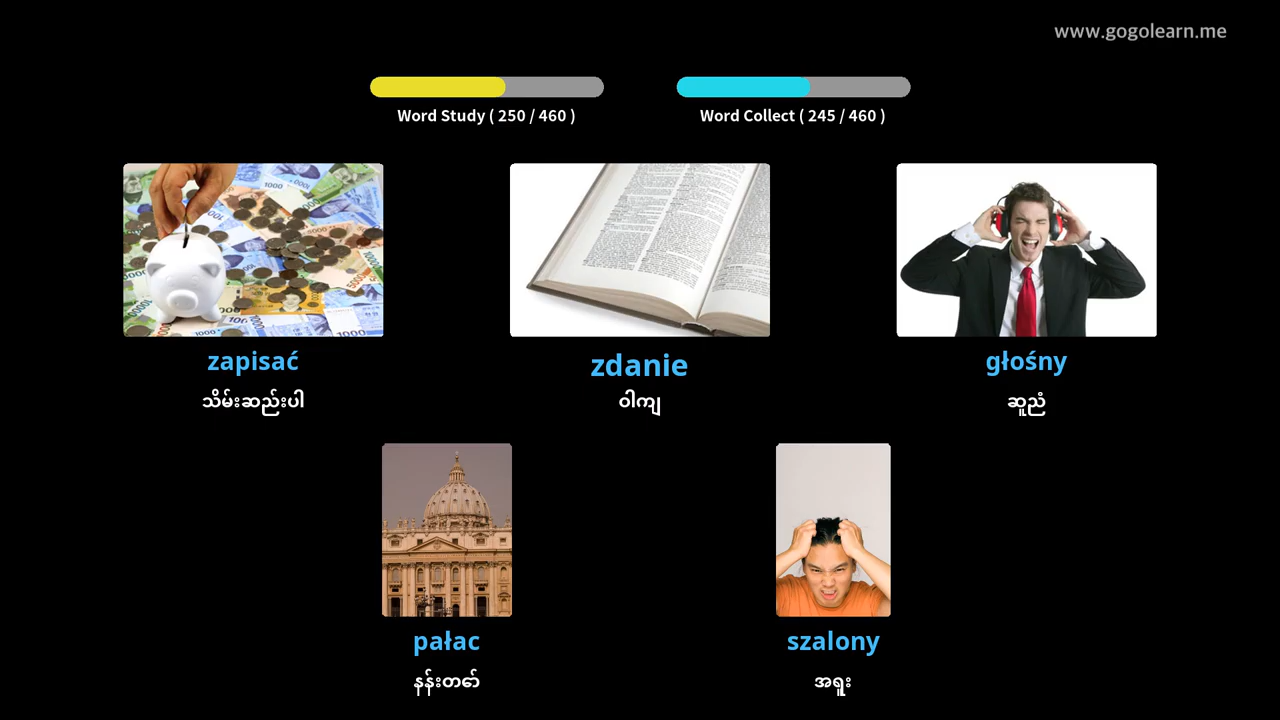 www.gogolearn.me
Word Study ( 250 / 460 )
Word Collect ( 245 / 460 )
zapisać
သိမ်းဆည်းပါ
zdanie
ဝါကျ
głośny
ဆူညံ
pałac
နန်းတော်
szalony
အရူး